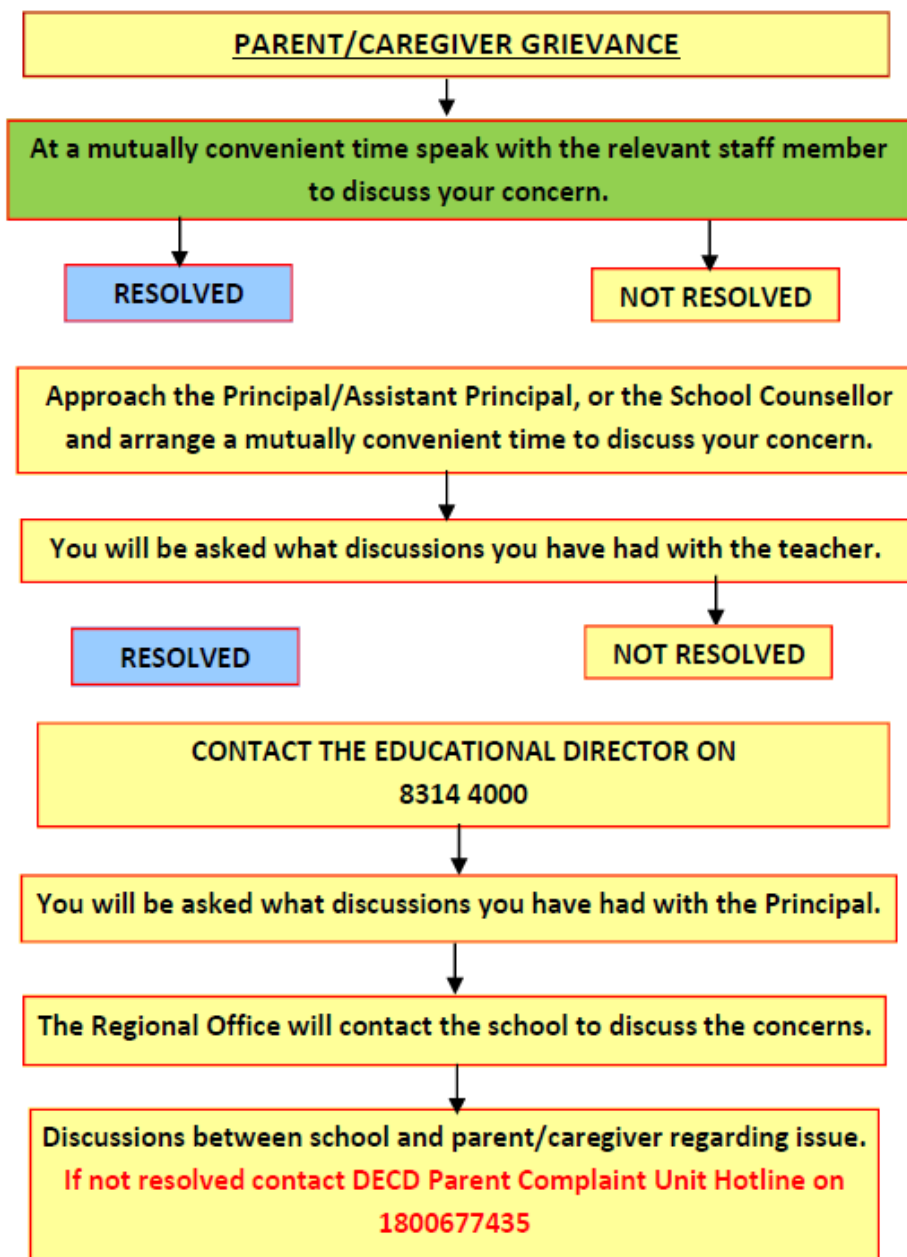 PARENT/CAREGIVER GRIEVANCE
At a mutually convenient time speak with the relevant staff member
to discuss your concern.
RESOLVED
NOT RESOLVED
Approach the Principal/Assistant Principal, or the School Counsellor
and arrange a mutually convenient time to discuss your concern.
You will be asked what discussions you have had with the teacher.
RESOLVED
NOT RESOLVED
CONTACT THE EDUCATIONAL DIRECTOR ON
8314 4000
You will be asked what discussions you have had with the Principal.
The Regional Office will contact the school to discuss the concerns.
Discussions between school and parent/caregiver regarding issue.
If not resolved contact DECD Parent Complaint Unit Hotline on
1800677435